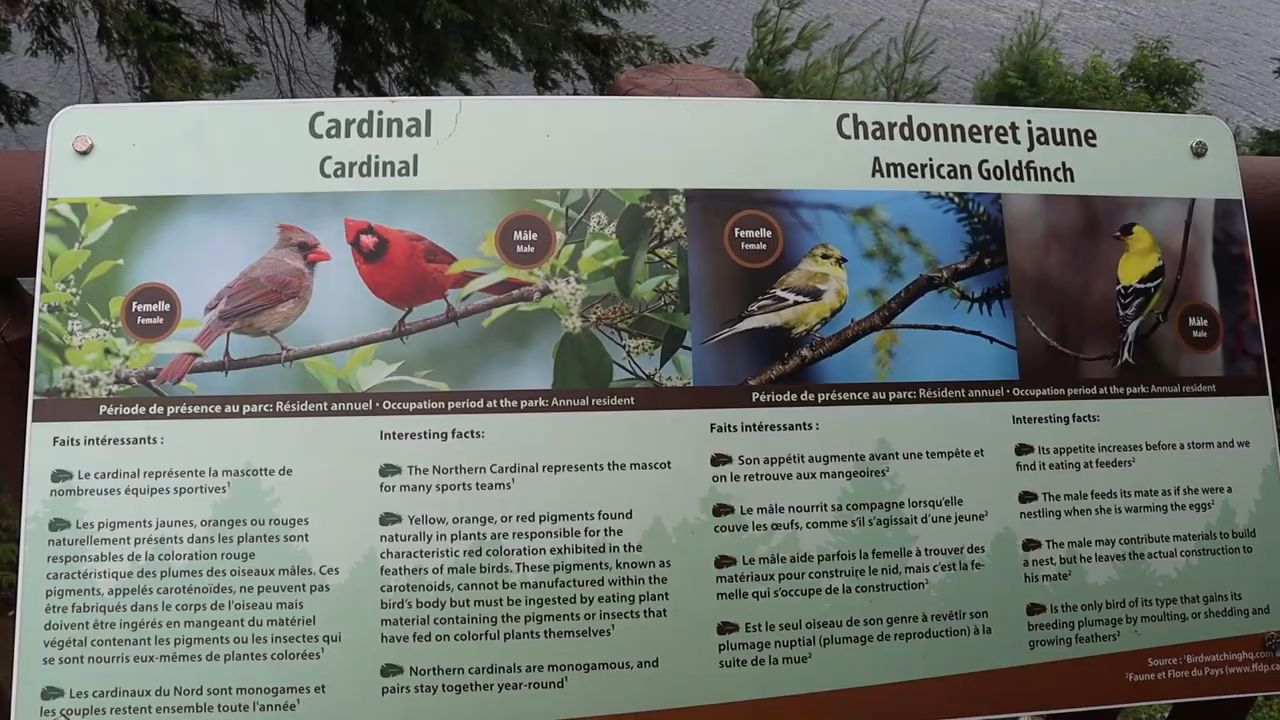 Cardinal
Cardinal
Femelle
Female
Mâle
Male
Période de présence au parc: Résident annuel • Occupation period at the park: Annual resident
Faits intéressants :
Le cardinal représente la mascotte de
nombreuses équipes sportives¹
Les pigments jaunes, oranges ou rouges
naturellement présents dans les plantes sont
responsables de la coloration rouge
caractéristique des plumes des oiseaux mâles. Ces
pigments, appelés caroténoïdes, ne peuvent pas
être fabriqués dans le corps de l'oiseau mais
doivent être ingérés en mangeant du matériel
végétal contenant les pigments ou les insectes qui
se sont nourris eux-mêmes de plantes colorées¹
Les cardinaux du Nord sont monogames et
les couples restent ensemble toute l'année¹
Interesting facts:
The Northern Cardinal represents the mascot
for many sports teams¹
Yellow, orange, or red pigments found
naturally in plants are responsible for the
characteristic red coloration exhibited in the
feathers of male birds. These pigments, known as
carotenoids, cannot be manufactured within the
bird's body but must be ingested by eating plant
material containing the pigments or insects that
have fed on colorful plants themselves¹
Northern cardinals are monogamous, and
pairs stay together year-round¹
Chardonneret jaune
American Goldfinch
Femelle
Female
Mâle
Male
Période de présence au parc: Résident annuel • Occupation period at the park: Annual resident
Faits intéressants :
Son appétit augmente avant une tempête et
on le retrouve aux mangeoires²
Le mâle nourrit sa compagne lorsqu'elle
couve les œufs, comme s'il s'agissait d'une jeune²
Le mâle aide parfois la femelle à trouver des
matériaux pour construire le nid, mais c'est la fe-
melle qui s'occupe de la construction²
Est le seul oiseau de son genre à revêtir son
plumage nuptial (plumage de reproduction) à la
suite de la mue²
Interesting facts:
Its appetite increases before a storm and we
find it eating at feeders²
The male feeds its mate as if she were a
nestling when she is warming the eggs²
The male may contribute materials to build
a nest, but he leaves the actual construction to
his mate²
Is the only bird of its type that gains its
breeding plumage by moulting, or shedding and
growing feathers²
Source : ¹Birdwatchinghq.com
²Faune et Flore du Pays (www.ffdp.ca